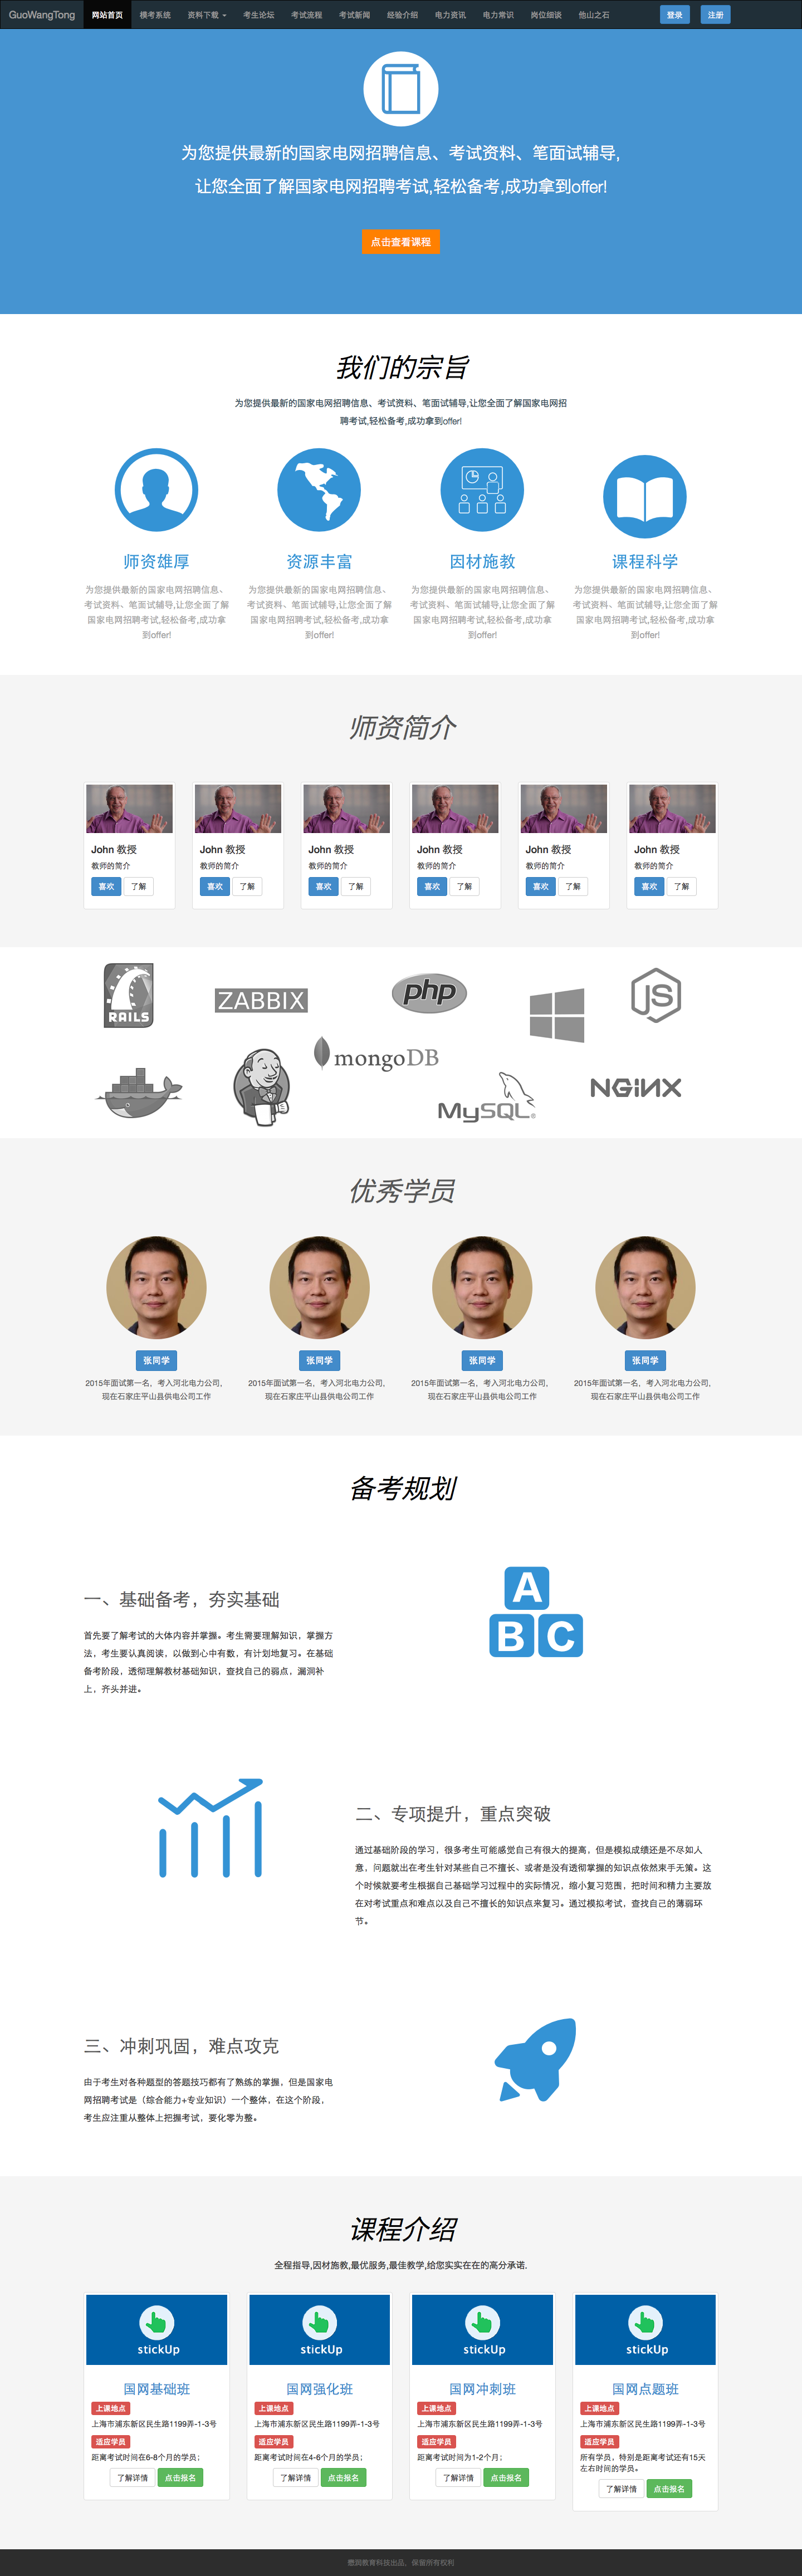 GuoWangTong 网站首页 模考系统 资料下载 考生论坛 考试流程 考试新闻 经验介绍 电力资讯 电力常识 岗位细谈 他山之石 登录 注册
为您提供最新的国家电网招聘信息、考试资料、笔面试辅导,
让您全面了解国家电网招聘考试,轻松备考,成功拿到offer!
点击查看课程
我们的宗旨
为您提供最新的国家电网招聘信息、考试资料、笔面试辅导,让您全面了解国家电网招
聘考试,轻松备考,成功拿到offer!
师资雄厚
为您提供最新的国家电网招聘信息、
考试资料、笔面试辅导,让您全面了解
国家电网招聘考试,轻松备考,成功拿
到offer!
资源丰富
为您提供最新的国家电网招聘信息、
考试资料、笔面试辅导,让您全面了解
国家电网招聘考试,轻松备考,成功拿
到offer!
因材施教
为您提供最新的国家电网招聘信息、
考试资料、笔面试辅导,让您全面了解
国家电网招聘考试,轻松备考,成功拿
到offer!
课程科学
为您提供最新的国家电网招聘信息、
考试资料、笔面试辅导,让您全面了解
国家电网招聘考试,轻松备考,成功拿
到offer!
师资简介
John 教授
教师的简介
喜欢 了解
John 教授
教师的简介
喜欢 了解
John 教授
教师的简介
喜欢 了解
John 教授
教师的简介
喜欢 了解
John 教授
教师的简介
喜欢 了解
John 教授
教师的简介
喜欢 了解
RAILS
ZABBIX
php
JS
mongoDB
MySQL®
NGINX
优秀学员
张同学
2015年面试第一名，考入河北电力公司，
现在石家庄平山县供电公司工作
张同学
2015年面试第一名，考入河北电力公司，
现在石家庄平山县供电公司工作
张同学
2015年面试第一名，考入河北电力公司，
现在石家庄平山县供电公司工作
张同学
2015年面试第一名，考入河北电力公司，
现在石家庄平山县供电公司工作
备考规划
一、基础备考，夯实基础
首先要了解考试的大体内容并掌握。考生需要理解知识，掌握方
法，考生要认真阅读，以做到心中有数，有计划地复习。在基础
备考阶段，透彻理解教材基础知识，查找自己的弱点，漏洞补
上，齐头并进。
A
B C
二、专项提升，重点突破
通过基础阶段的学习，很多考生可能感觉自己有很大的提高，但是模拟成绩还是不尽如人
意，问题就出在考生针对某些自己不擅长、或者是没有透彻掌握的知识点依然束手无策。这
个时候就要考生根据自己基础学习过程中的实际情况，缩小复习范围，把时间和精力主要放
在对考试重点和难点以及自己不擅长的知识点来复习。通过模拟考试，查找自己的薄弱环
节。
三、冲刺巩固，难点攻克
由于考生对各种题型的答题技巧都有了熟练的掌握，但是国家电
网招聘考试是（综合能力+专业知识）一个整体，在这个阶段，
考生应注重从整体上把握考试，要化零为整。
课程介绍
全程指导,因材施教,最优服务,最佳教学,给您实实在在的高分承诺.
stickUp
国网基础班
上课地点
上海市浦东新区民生路1199弄-1-3号
适应学员
距离考试时间在6-8个月的学员；
了解详情 点击报名
stickUp
国网强化班
上课地点
上海市浦东新区民生路1199弄-1-3号
适应学员
距离考试时间在4-6个月的学员；
了解详情 点击报名
stickUp
国网冲刺班
上课地点
上海市浦东新区民生路1199弄-1-3号
适应学员
距离考试时间为1-2个月；
了解详情 点击报名
stickUp
国网点题班
上课地点
上海市浦东新区民生路1199弄-1-3号
适应学员
所有学员，特别是距离考试还有15天
左右时间的学员。
了解详情 点击报名
教育科技出品，保留所有权利